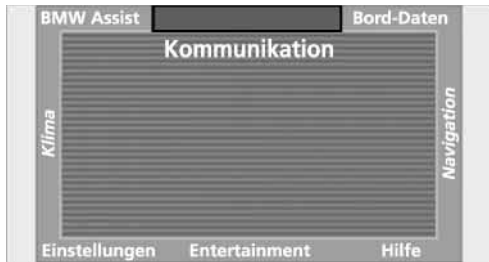 BMW Assist
Bord-Daten
Kommunikation
Klima
Navigation
Einstellungen
Entertainment
Hilfe